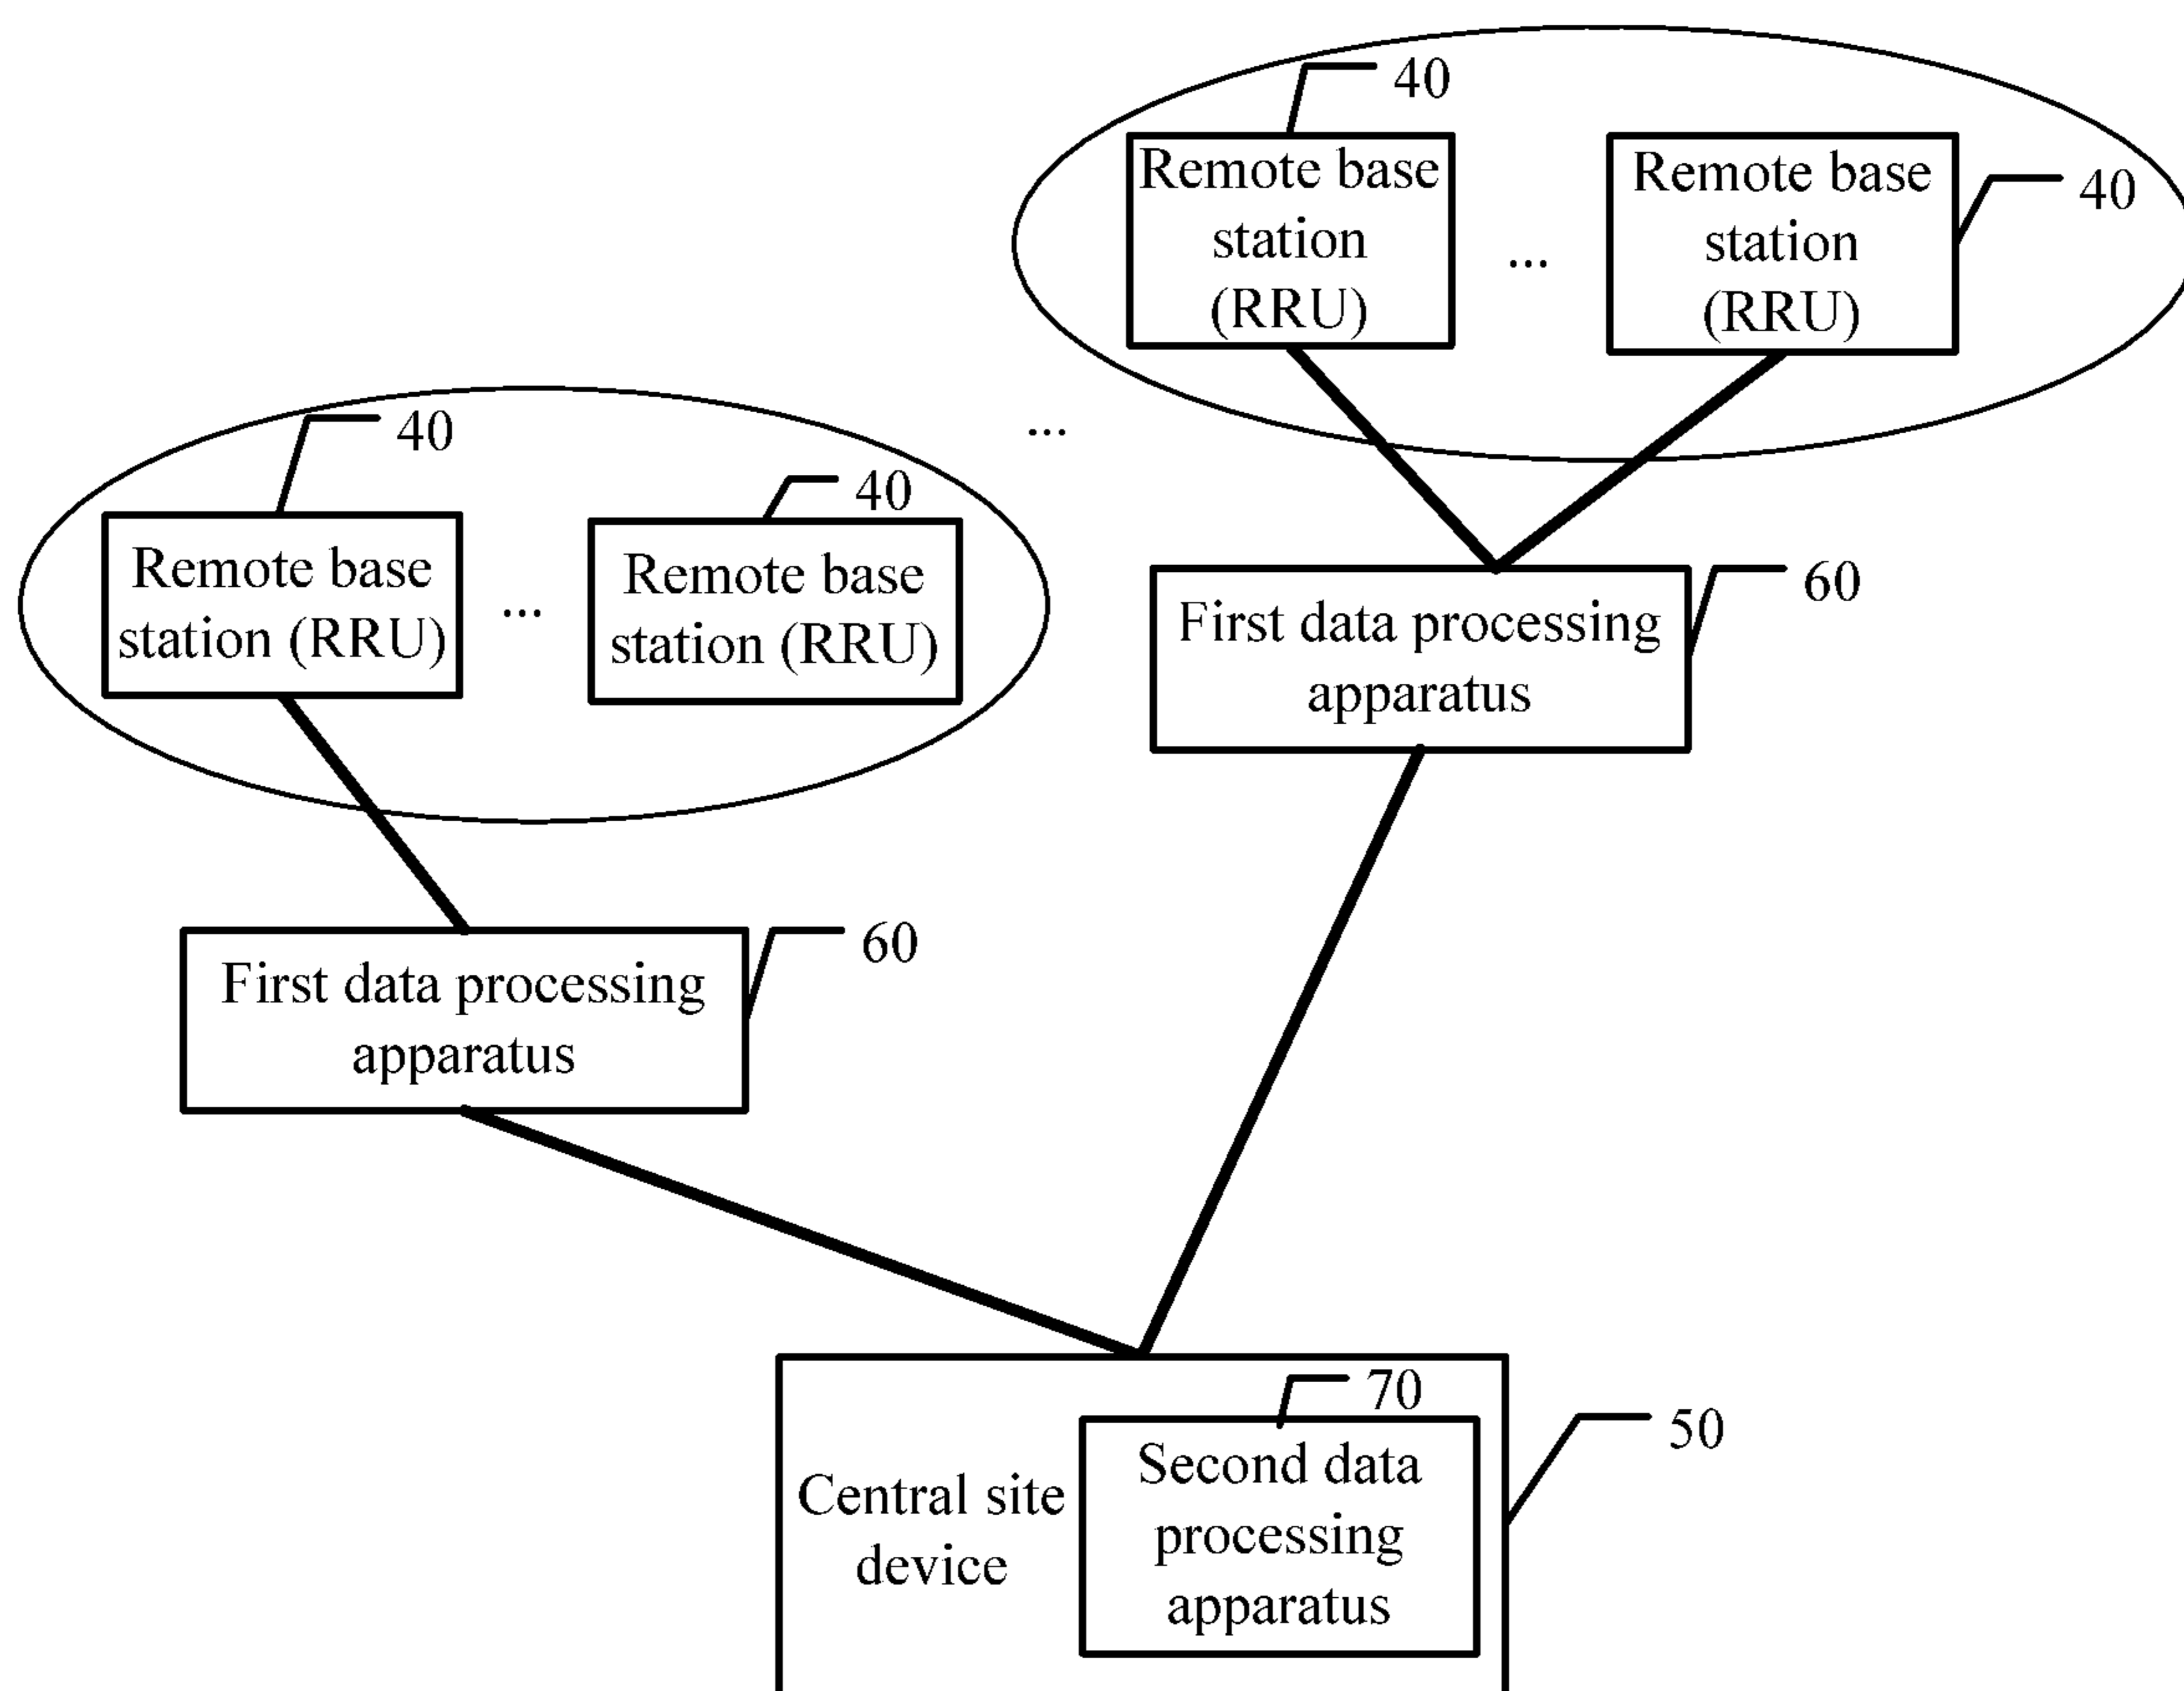 40
Remote base
station
(RRU)
...
Remote base
station
(RRU)
40
...
40
Remote base
station (RRU)
...
40
Remote base
station (RRU)
First data processing
apparatus
60
First data processing
apparatus
60
Central site
device
70
Second data
processing
apparatus
50